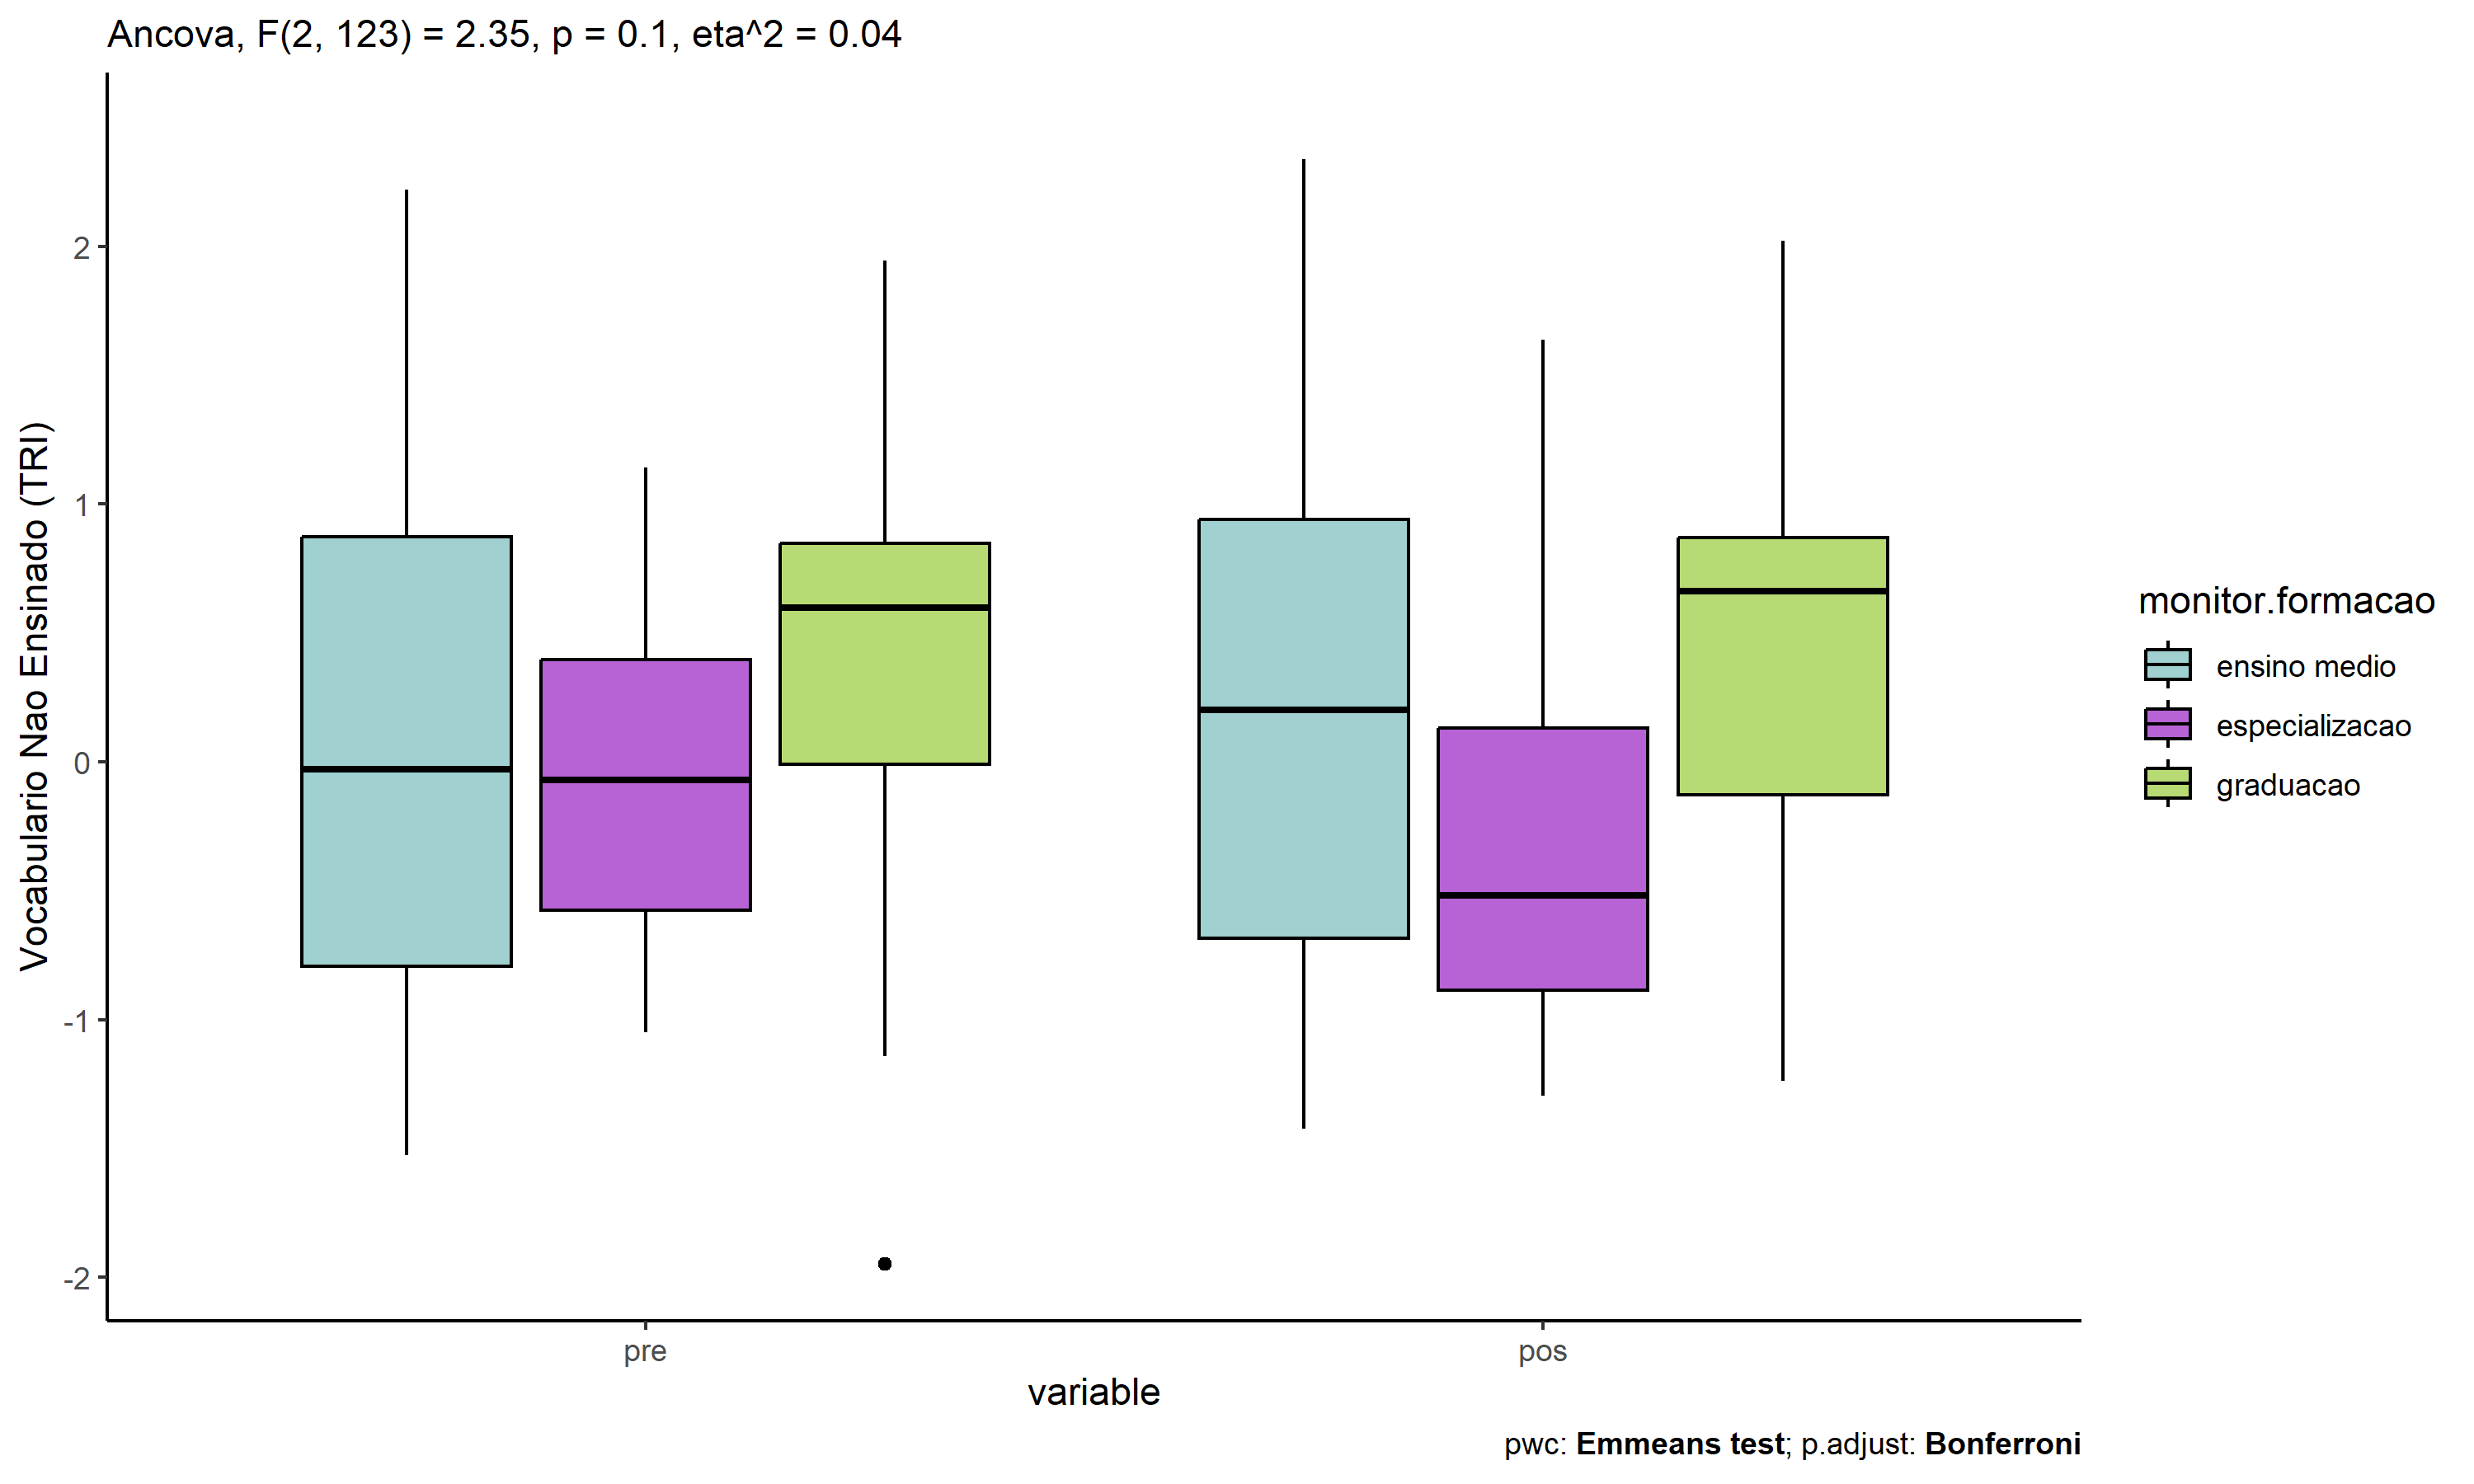 Ancova, F(2, 123) = 2.35, p = 0.1, eta^2 = 0.04
Vocabulario Nao Ensinado (TRI)
2
1
0
-1
-2
pre
pos
variable
monitor.formacao
ensino medio
especializacao
graduacao
pwc: Emmeans test; p.adjust: Bonferroni